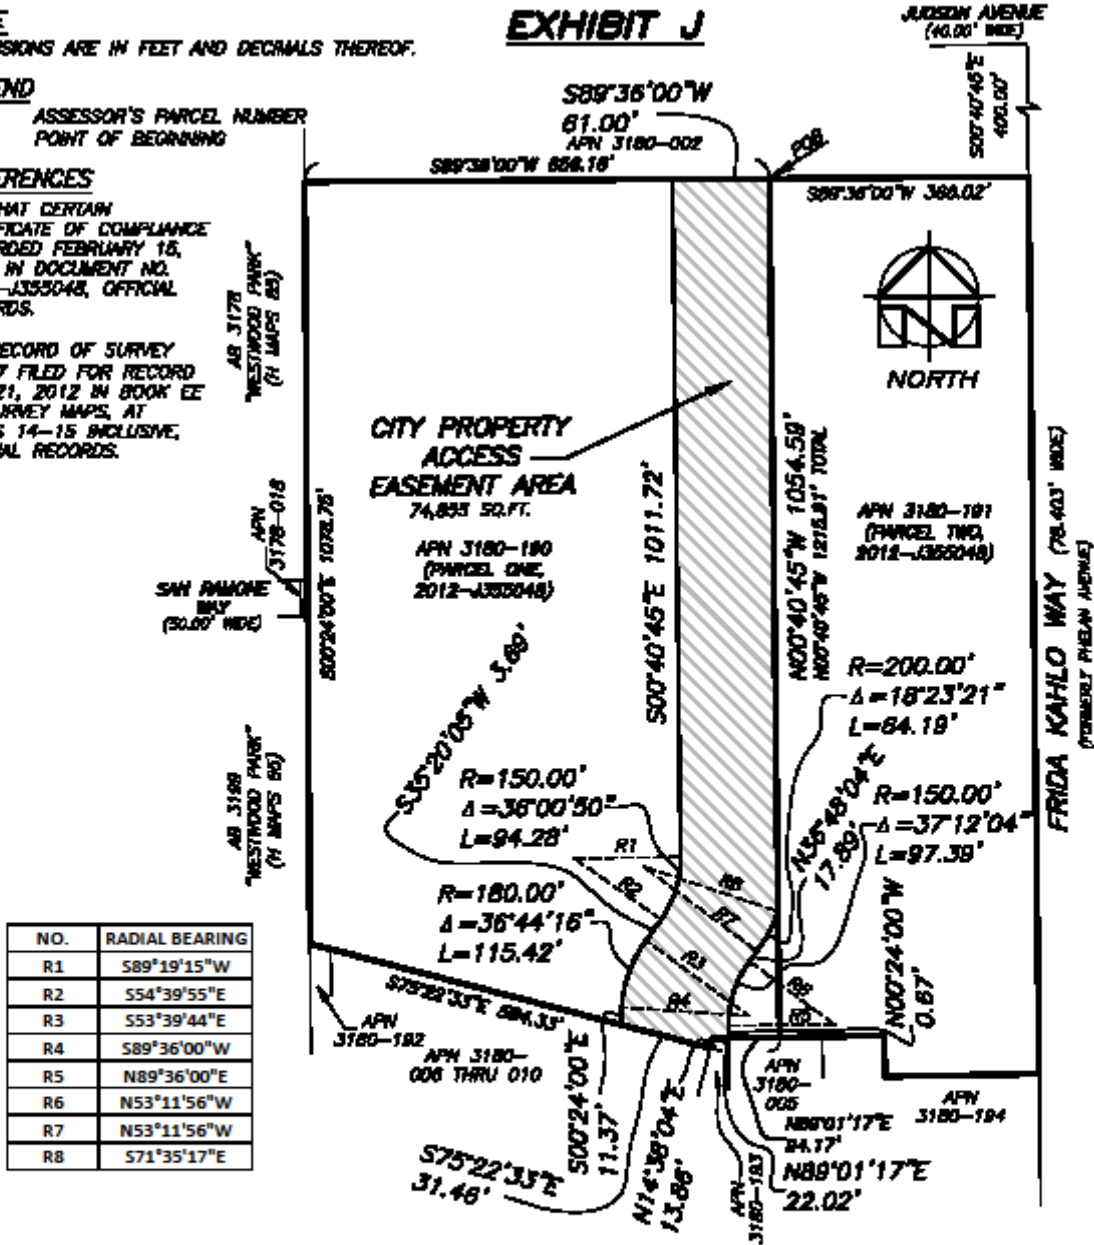 EXHIBIT J
JUDSON AVENUE
(40.00' WIDE)
E
SIONS ARE IN FEET AND DECIMALS THEREOF.
END
ASSESSOR'S PARCEL NUMBER
POINT OF BEGINNING
ERENCES
HAT CERTAIN
FICATE OF COMPLIANCE
RDED FEBRUARY 15,
IN DOCUMENT NO.
-J355048, OFFICIAL
RDS.
ECORD OF SURVEY
7 FILED FOR RECORD
21, 2012 IN BOOK EE
URVEY MAPS, AT
S 14-15 INCLUSIVE,
IAL RECORDS.
S89°36'00"W
61.00'
APN 3180-002
S89°36'00"W 656.16'
POB
S89°36'00"W 366.02'
S00°40'45"E
400.00'
NORTH
AB 3178
"WESTWOOD PARK"
(H MAPS 85)
CITY PROPERTY
ACCESS
EASEMENT AREA
74,855 SQ.FT.
APN 3180-190
(PARCEL ONE,
2012-J355048)
APN
3178-018
SAN RAMONE
WAY
(50.00' WIDE)
S00°24'00"E 1078.75'
S00°40'45"E 1011.72'
N00°40'45"W 1054.59'
N00°40'45"W 1215.91' TOTAL
APN 3180-191
(PARCEL TWO,
2012-J355048)
FRIDA KAHLO WAY (76.403' WIDE)
(FORMERLY PHELAN AVENUE)
AB 3199
"WESTWOOD PARK"
(H MAPS 85)
S35°20'05"W 3.69'
R=200.00'
Δ=18°23'21"
L=64.19'
R=150.00'
Δ=36°00'50"
L=94.28'
N36°48'04"E
17.89'
R=150.00'
Δ=37°12'04"
L=97.39'
R=180.00'
Δ=36°44'16"
L=115.42'
R1
R2
R3
R4
R5
R6
R7
R8
N00°24'00"W
0.67'
S75°22'33"E 594.33'
APN
3180-192
APN 3180-
006 THRU 010
S00°24'00"E
11.37'
S75°22'33"E
31.46'
N14°38'04"E
13.86'
APN
3180-193
APN
3180-
005
N89°01'17"E
94.17'
N89°01'17"E
22.02'
APN
3180-194
NO. RADIAL BEARING
R1 S89°19'15"W
R2 S54°39'55"E
R3 S53°39'44"E
R4 S89°36'00"W
R5 N89°36'00"E
R6 N53°11'56"W
R7 N53°11'56"W
R8 S71°35'17"E